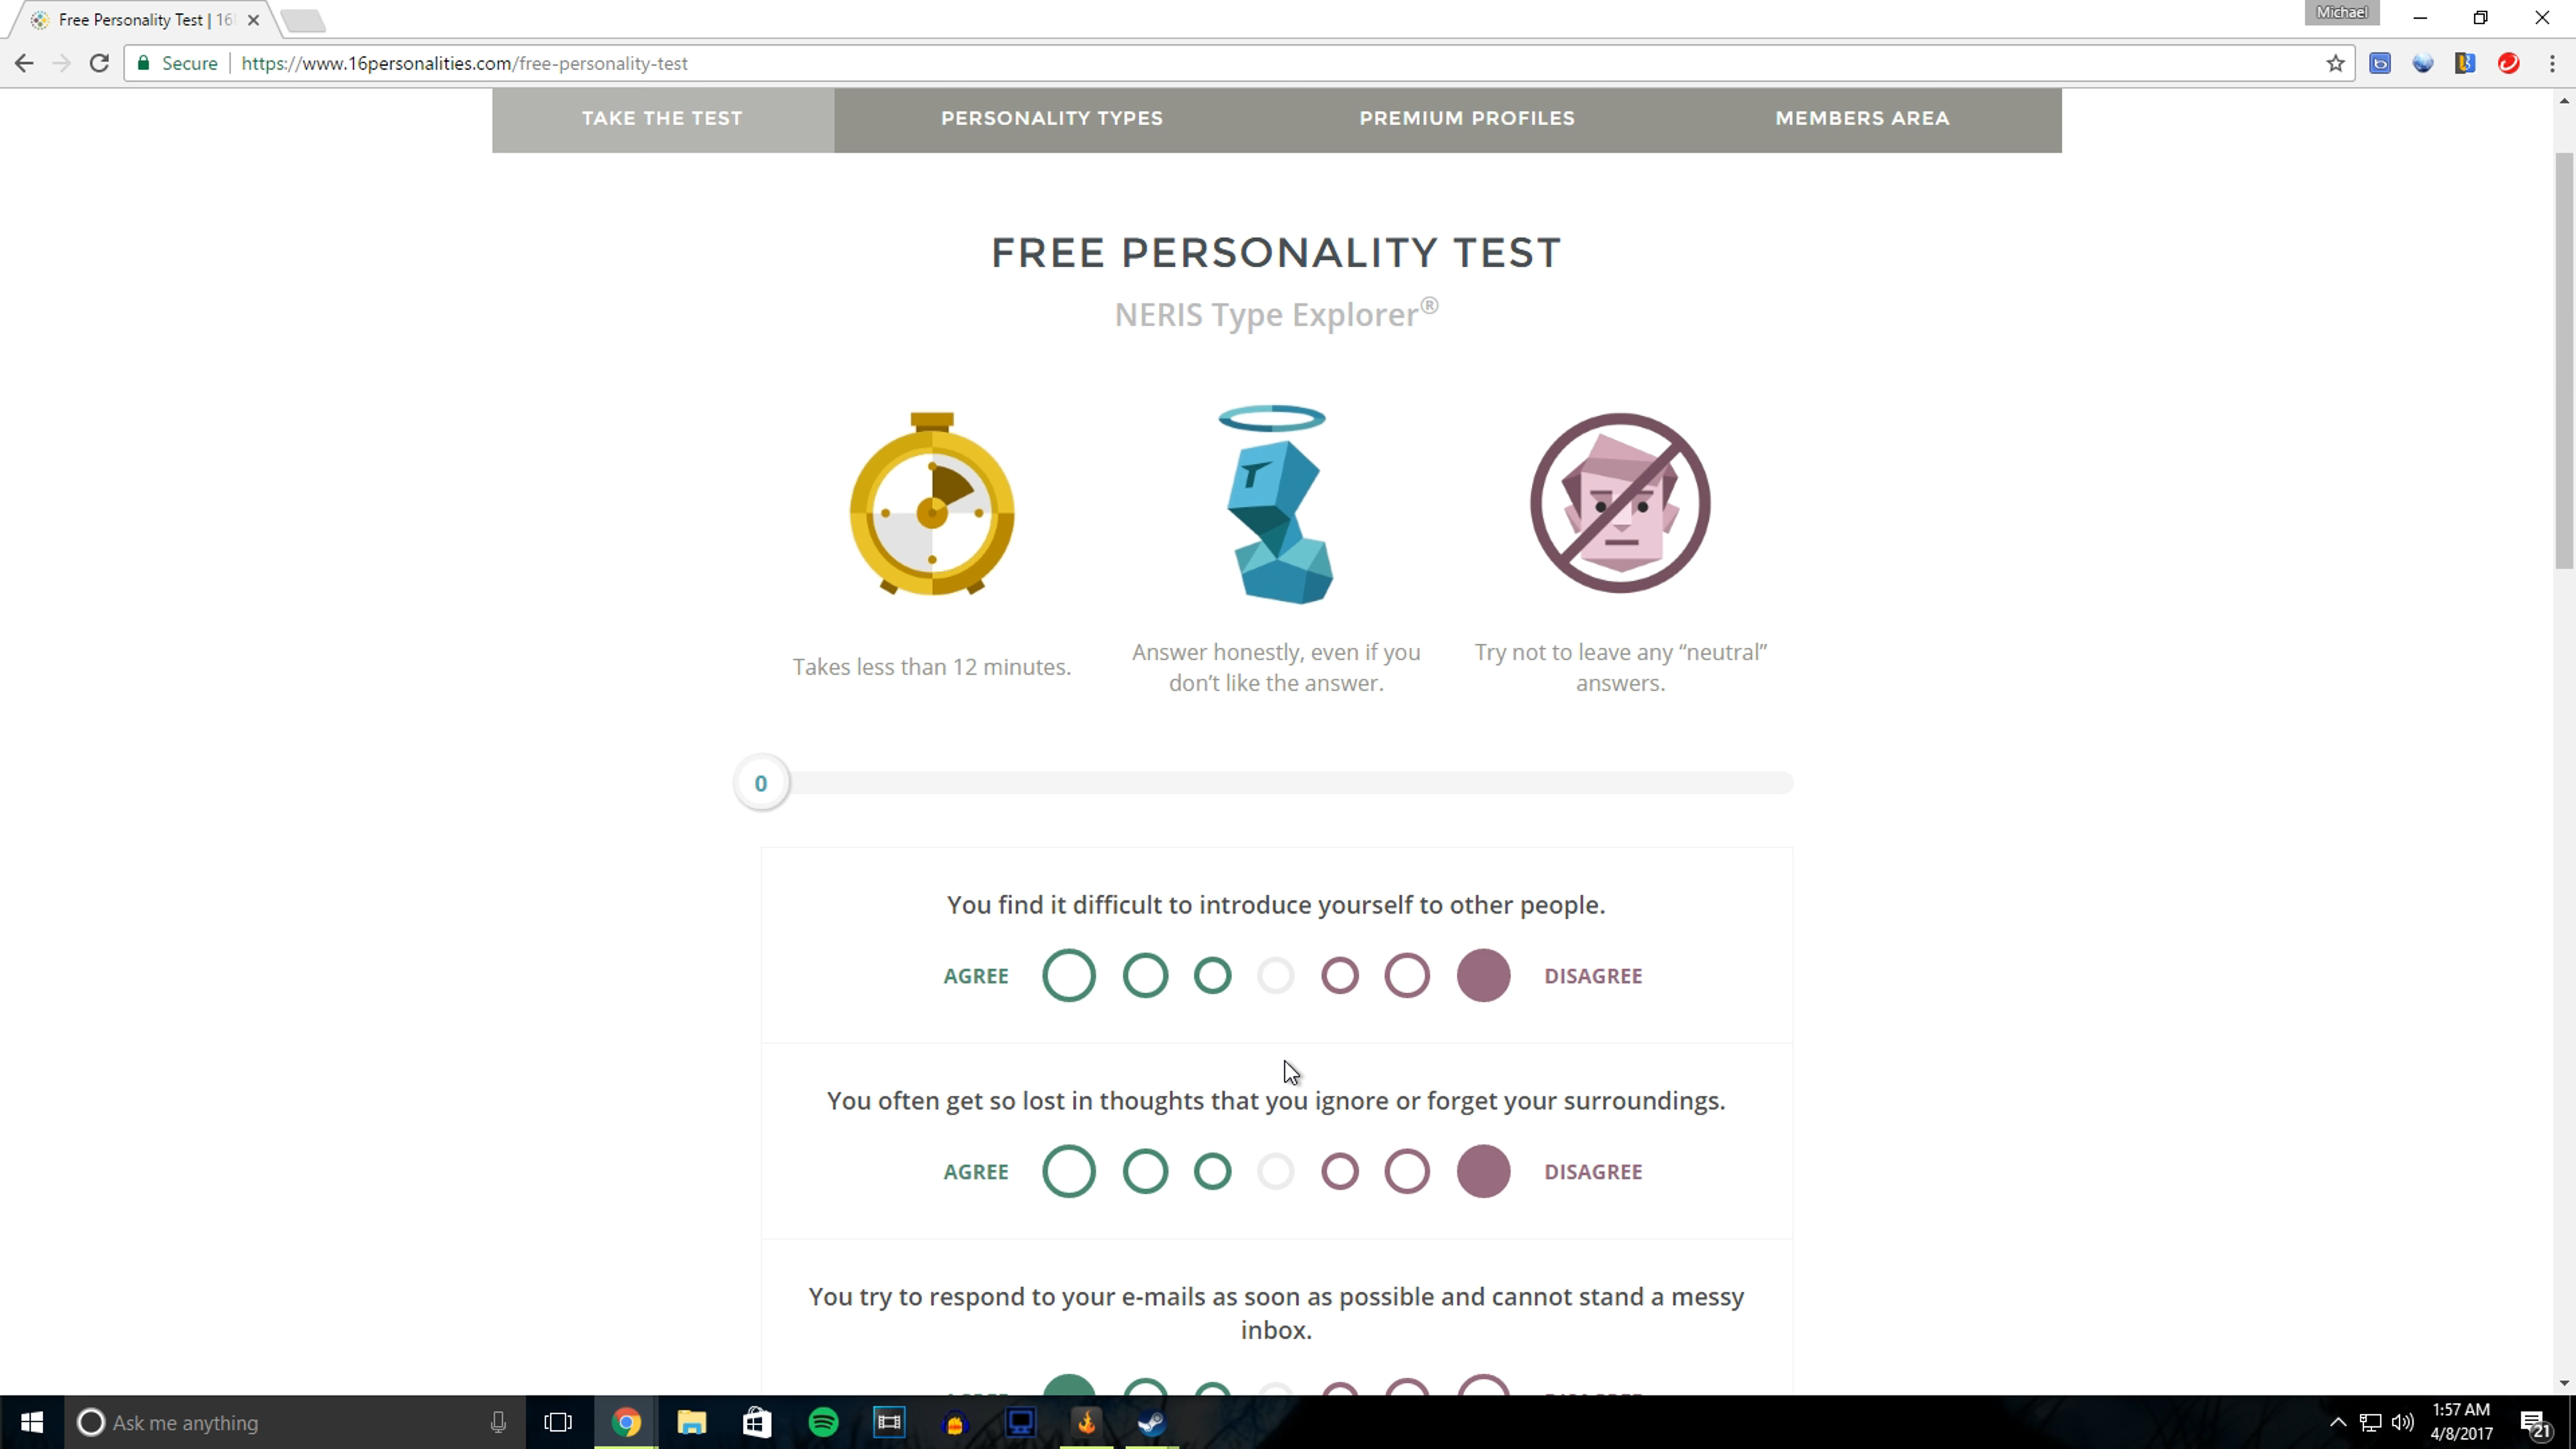 Free Personality Test | 16
Michael
Secure
https://www.16personalities.com/free-personality-test
TAKE THE TEST
PERSONALITY TYPES
PREMIUM PROFILES
MEMBERS AREA
FREE PERSONALITY TEST
NERIS Type Explorer®
T
Takes less than 12 minutes.
Answer honestly, even if you
don’t like the answer.
Try not to leave any “neutral”
answers.
0
You find it difficult to introduce yourself to other people.
AGREE DISAGREE
You often get so lost in thoughts that you ignore or forget your surroundings.
AGREE DISAGREE
You try to respond to your e-mails as soon as possible and cannot stand a messy
inbox.
Ask me anything
1:57 AM
4/8/2017
21